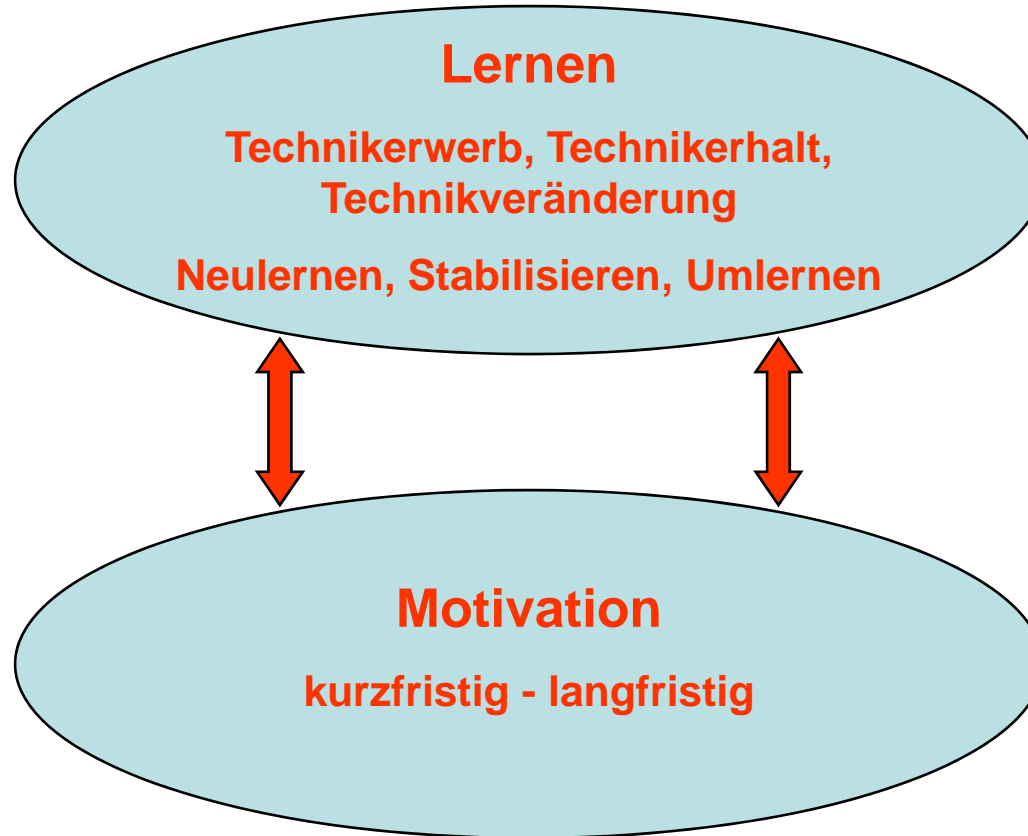 Lernen
Technikerwerb, Technikerhalt,
Technikveränderung
Neulernen, Stabilisieren, Umlernen
Motivation
kurzfristig - langfristig